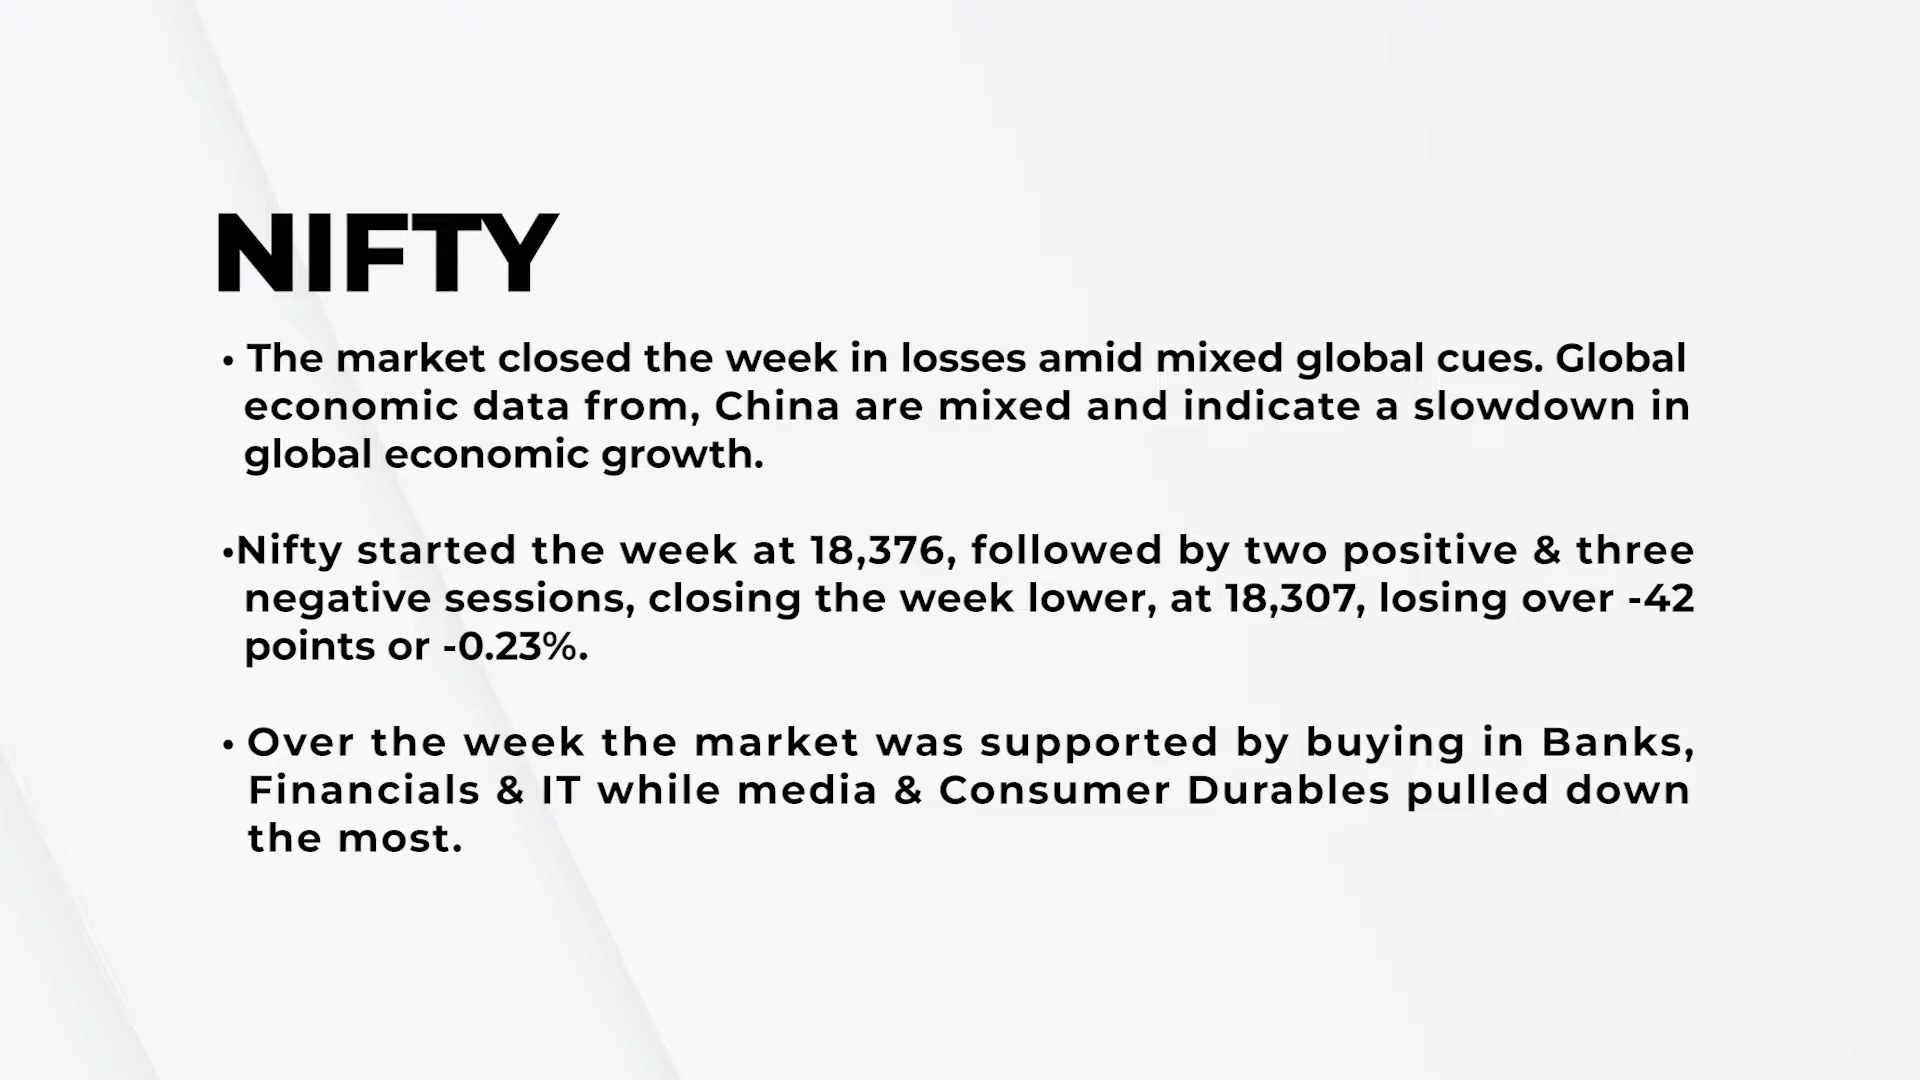 NIFTY
• The market closed the week in losses amid mixed global cues. Global
economic data from, China are mixed and indicate a slowdown in
global economic growth.
•Nifty started the week at 18,376, followed by two positive & three
negative sessions, closing the week lower, at 18,307, losing over -42
points or -0.23%.
• Over the week the market was supported by buying in Banks,
Financials & IT while media & Consumer Durables pulled down
the most.